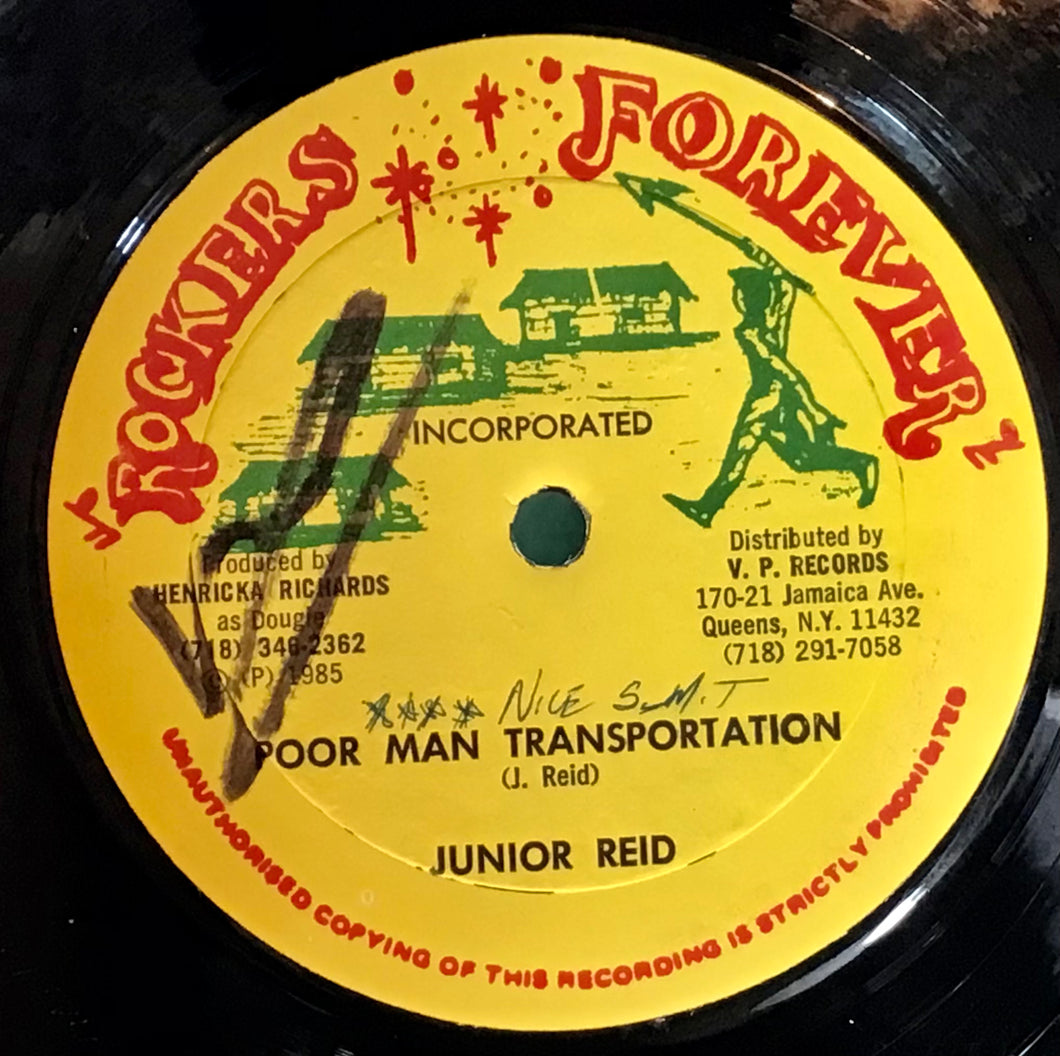 "ROCKERS FOREVER"
INCORPORATED
Produced by
HENRICKA RICHARDS
as Dougie
(718) 346-2362
© (P) 1985
Distributed by
V. P. RECORDS
170-21 Jamaica Ave.
Queens, N.Y. 11432
(718) 291-7058
NICE
POOR MAN TRANSPORTATION
(J. Reid)
JUNIOR REID
UNAUTHORISED COPYING OF THIS RECORDING IS STRICTLY PROHIBITED